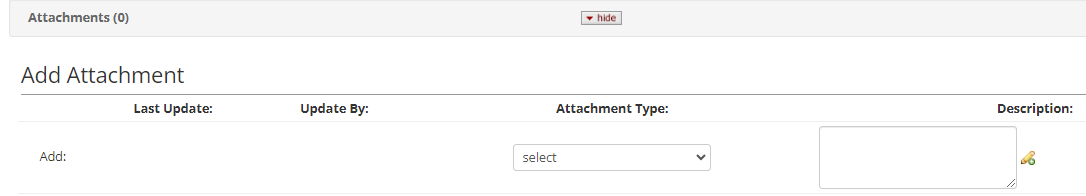 Attachments (0) hide
Add Attachment
Last Update: Update By: Attachment Type: Description:
Add: select